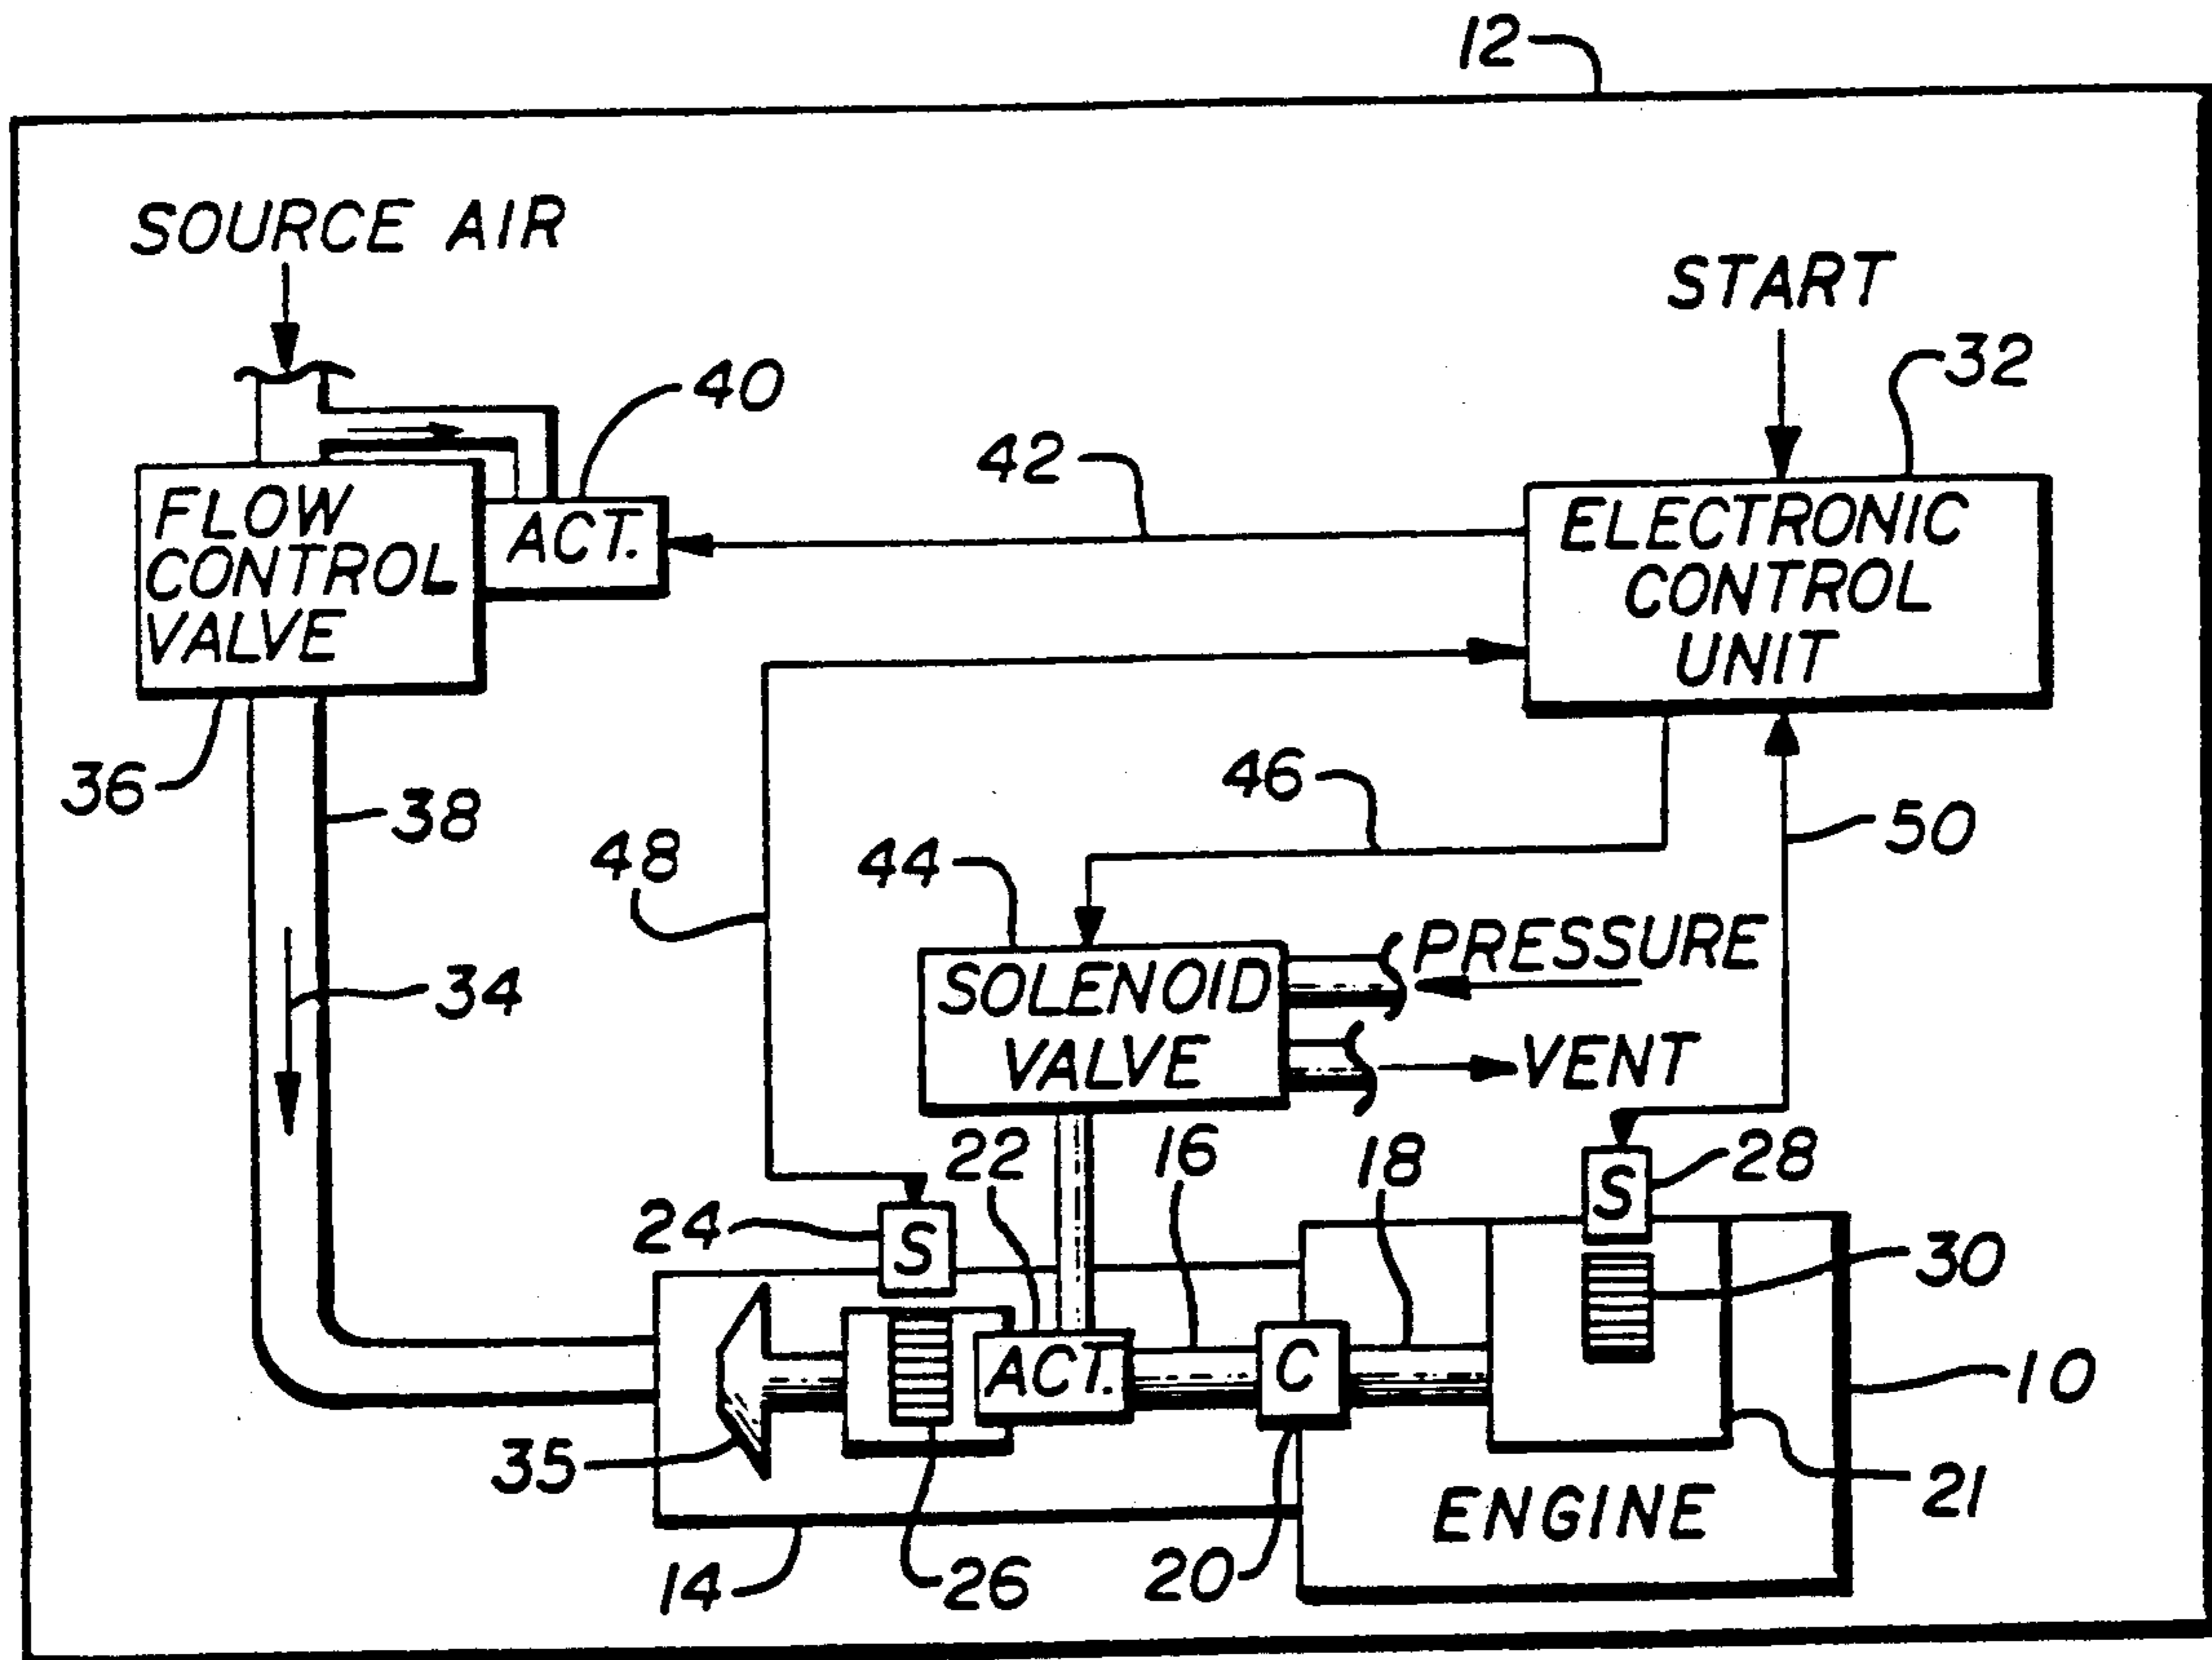 12
SOURCE AIR
START
40
32
42
FLOW
CONTROL
VALVE
ACT.
ELECTRONIC
CONTROL
UNIT
36
38
46
50
48
44
34
SOLENOID
VALVE
PRESSURE
VENT
22
16
18
28
24
S
S
30
ACT.
C
10
35
21
ENGINE
14
26
20